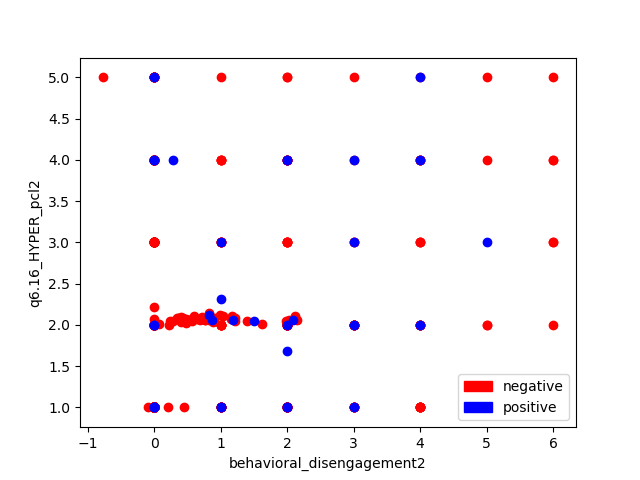 5.0
4.5
4.0
3.5
3.0
2.5
2.0
1.5
1.0
q6.16_HYPER_pcl2
negative
positive
−1 0 1 2 3 4 5 6
behavioral_disengagement2